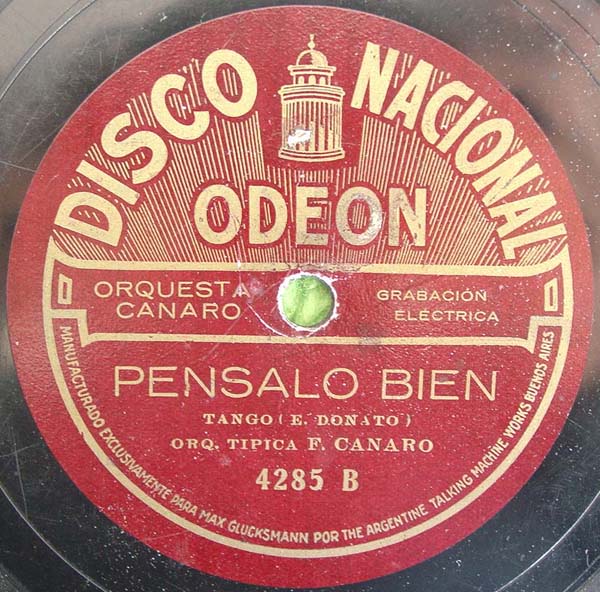 DISCO NACIONAL
ODEON
ORQUESTA
CANARO
GRABACIÓN
ELÉCTRICA
PENSALO BIEN
TANGO (E. DONATO)
ORQ. TIPICA F. CANARO
4285 B
MANUFACTURADO EXCLUSIVAMENTE PARA MAX GLUCKSMANN POR THE ARGENTINE TALKING MACHINE WORKS BUENOS AIRES